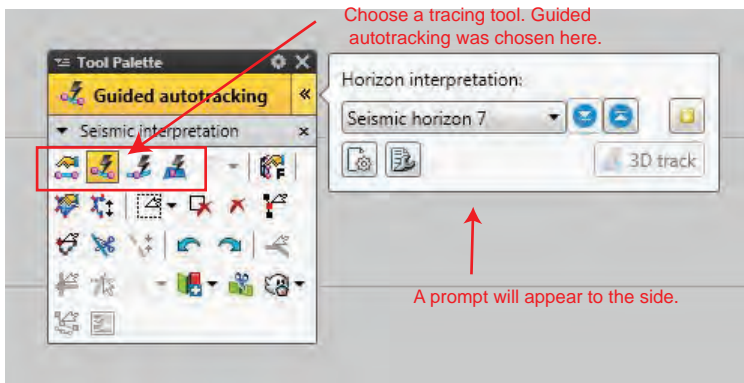 Choose a tracing tool. Guided
autotracking was chosen here.
Tool Palette
Guided autotracking
Seismic interpretation
F
Horizon interpretation:
Seismic horizon 7
3D track
A prompt will appear to the side.